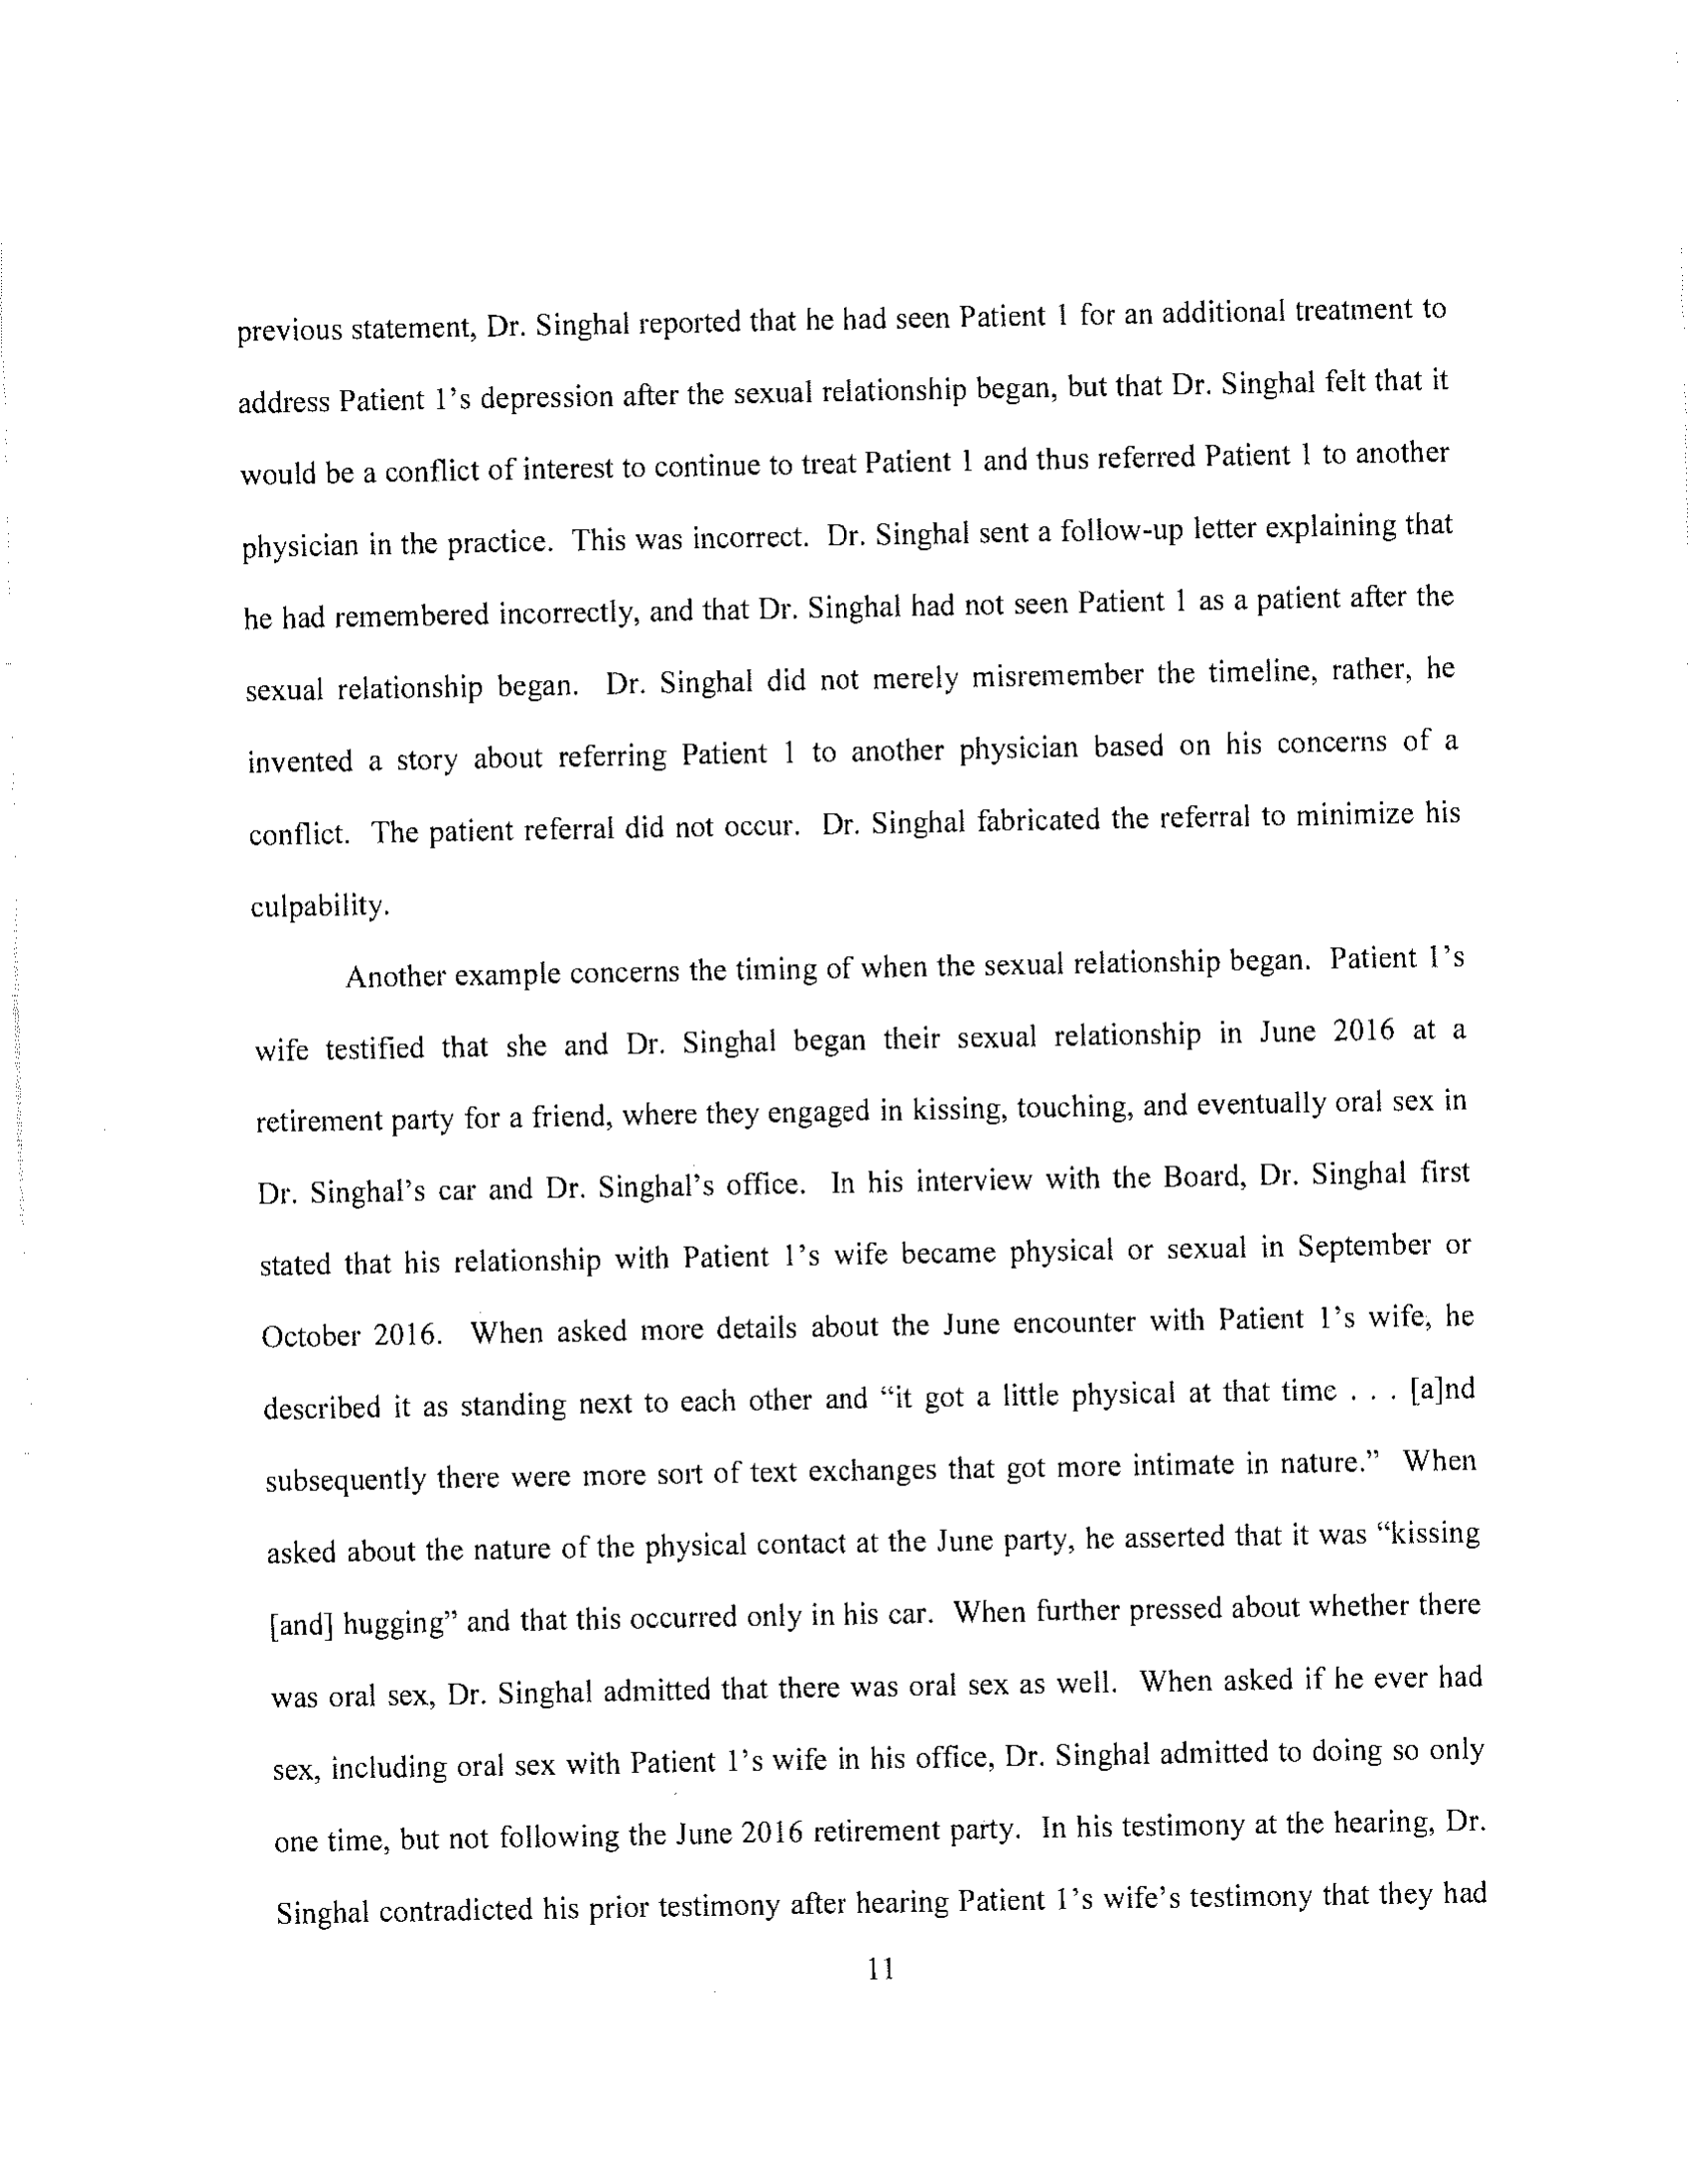 previous statement, Dr. Singhal reported that he had seen Patient 1 for an additional treatment to
address Patient 1's depression after the sexual relationship began, but that Dr. Singhal felt that it
would be a conflict of interest to continue to treat Patient 1 and thus referred Patient 1 to another
physician in the practice. This was incorrect. Dr. Singhal sent a follow-up letter explaining that
he had remembered incorrectly, and that Dr. Singhal had not seen Patient 1 as a patient after the
sexual relationship began. Dr. Singhal did not merely misremember the timeline, rather, he
invented a story about referring Patient 1 to another physician based on his concerns of a
conflict. The patient referral did not occur. Dr. Singhal fabricated the referral to minimize his
culpability.
Another example concerns the timing of when the sexual relationship began. Patient 1's
wife testified that she and Dr. Singhal began their sexual relationship in June 2016 at a
retirement party for a friend, where they engaged in kissing, touching, and eventually oral sex in
Dr. Singhal's car and Dr. Singhal's office. In his interview with the Board, Dr. Singhal first
stated that his relationship with Patient 1's wife became physical or sexual in September or
October 2016. When asked more details about the June encounter with Patient 1's wife, he
described it as standing next to each other and “it got a little physical at that time . . . [a]nd
subsequently there were more sort of text exchanges that got more intimate in nature.” When
asked about the nature of the physical contact at the June party, he asserted that it was “kissing
[and] hugging” and that this occurred only in his car. When further pressed about whether there
was oral sex, Dr. Singhal admitted that there was oral sex as well. When asked if he ever had
sex, including oral sex with Patient 1's wife in his office, Dr. Singhal admitted to doing so only
one time, but not following the June 2016 retirement party. In his testimony at the hearing, Dr.
Singhal contradicted his prior testimony after hearing Patient 1's wife's testimony that they had
11